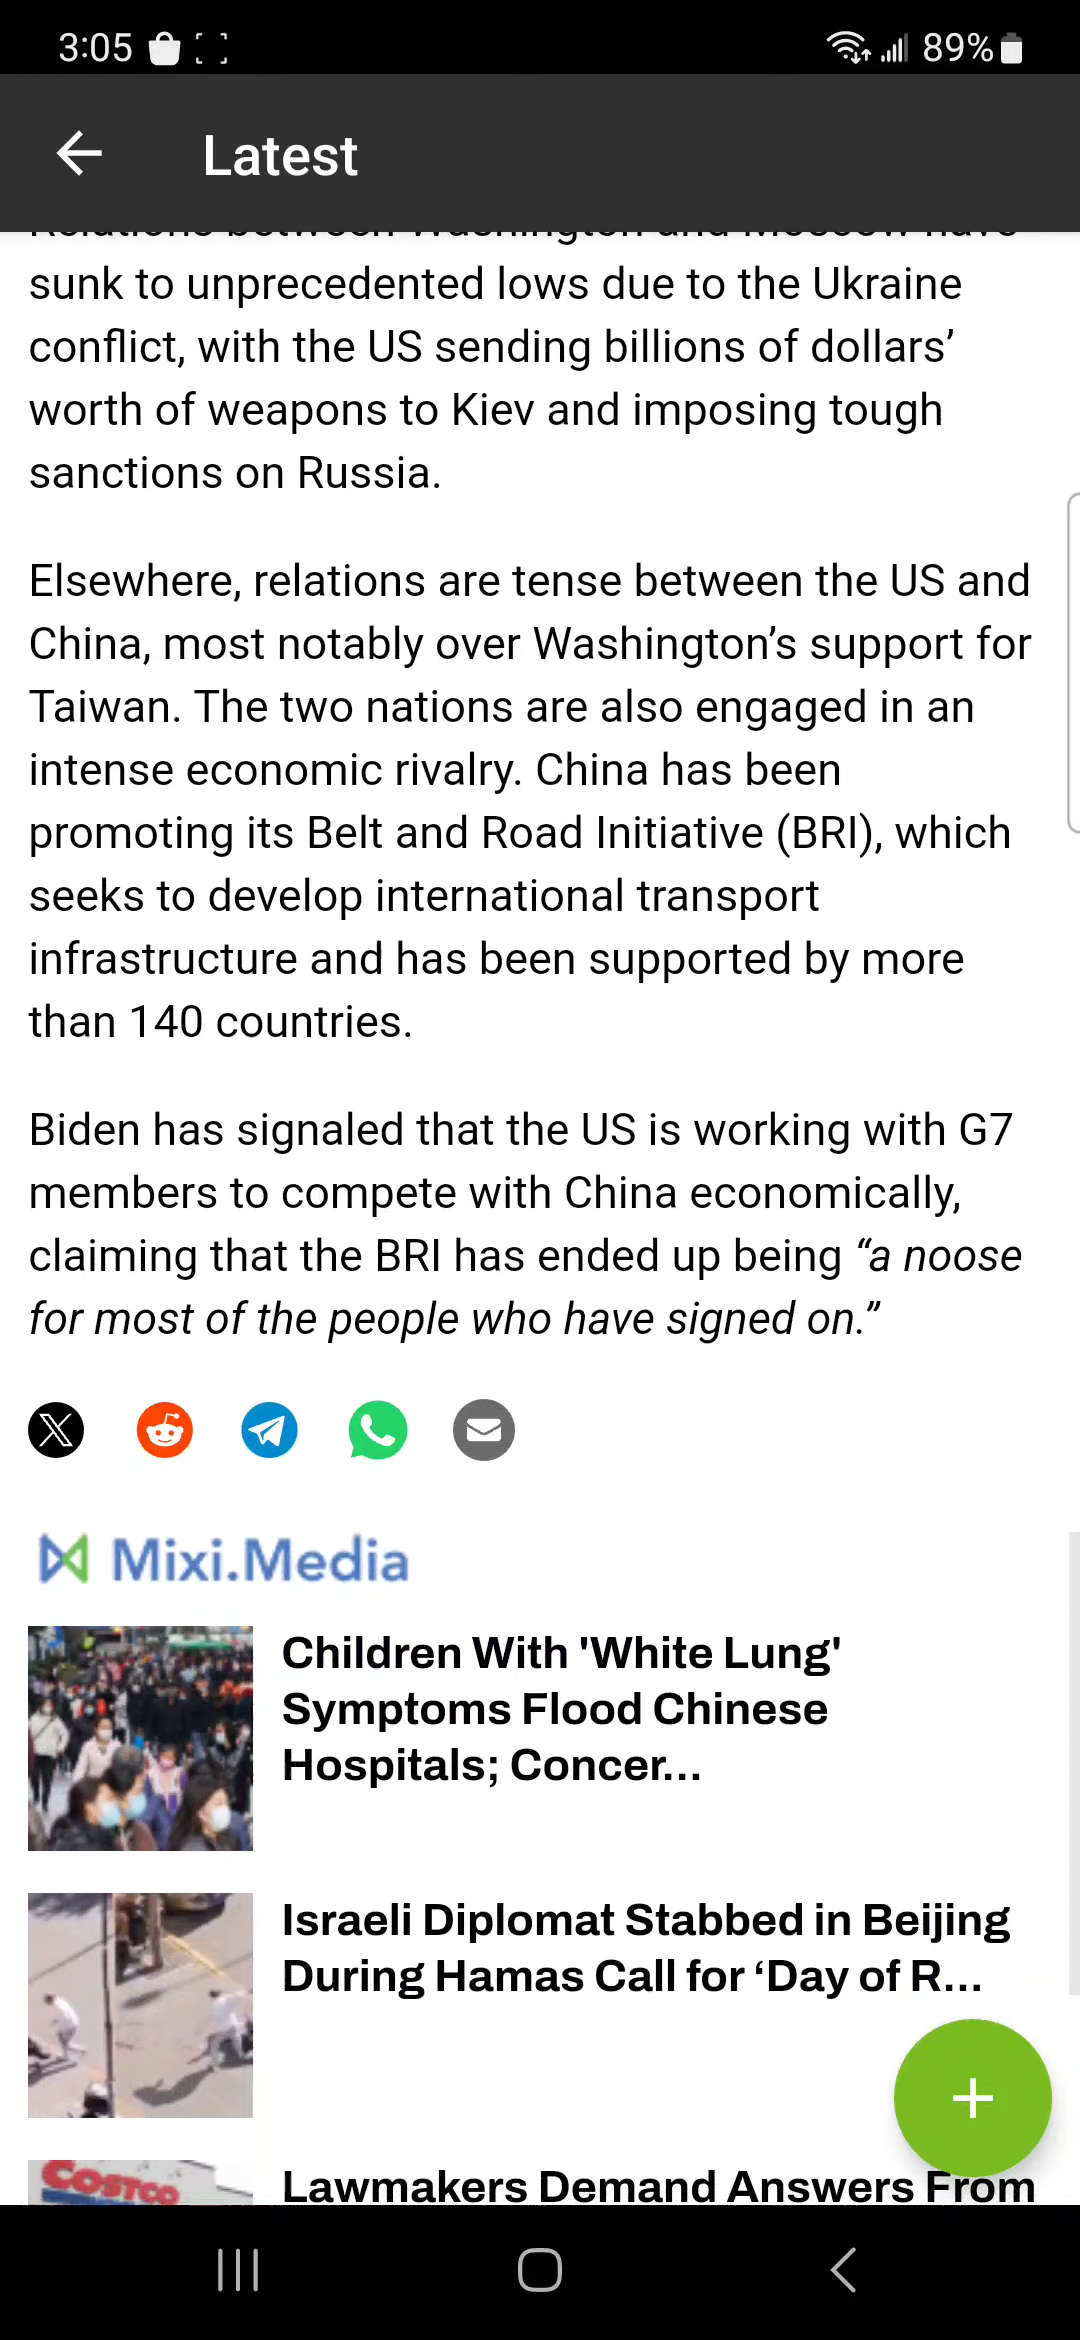 3:05
89%
Latest
Relations between Washington and Moscow have
sunk to unprecedented lows due to the Ukraine
conflict, with the US sending billions of dollars’
worth of weapons to Kiev and imposing tough
sanctions on Russia.
Elsewhere, relations are tense between the US and
China, most notably over Washington’s support for
Taiwan. The two nations are also engaged in an
intense economic rivalry. China has been
promoting its Belt and Road Initiative (BRI), which
seeks to develop international transport
infrastructure and has been supported by more
than 140 countries.
Biden has signaled that the US is working with G7
members to compete with China economically,
claiming that the BRI has ended up being “a noose
for most of the people who have signed on.”
Mixi.Media
Children With 'White Lung'
Symptoms Flood Chinese
Hospitals; Concer...
Israeli Diplomat Stabbed in Beijing
During Hamas Call for ‘Day of R...
COSTCO
Lawmakers Demand Answers From